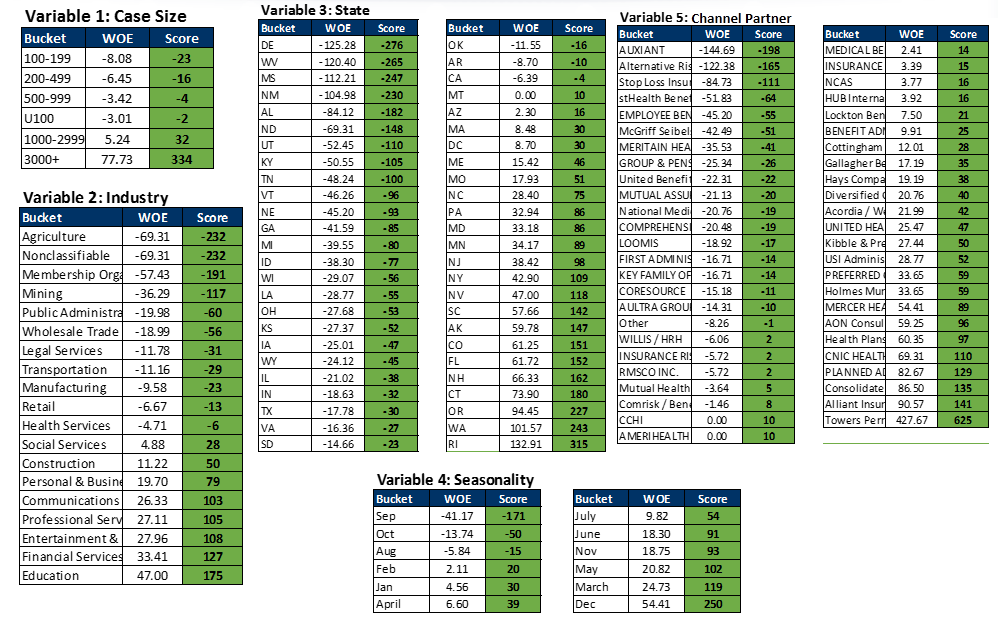 Variable 1: Case Size
Bucket WOE Score
100-199 -8.08 -23
200-499 -6.45 -16
500-999 -3.42 -4
U100 -3.01 -2
1000-2999 5.24 32
3000+ 77.73 334
Variable 2: Industry
Bucket WOE Score
Agriculture -69.31 -232
Nonclassifiable -69.31 -232
Membership Orga -57.43 -191
Mining -36.29 -117
Public Administra -19.98 -60
Wholesale Trade -18.99 -56
Legal Services -11.78 -31
Transportation -11.16 -29
Manufacturing -9.58 -23
Retail -6.67 -13
Health Services -4.71 -6
Social Services 4.88 28
Construction 11.22 50
Personal & Busine 19.70 79
Communications 26.33 103
Professional Serv 27.11 105
Entertainment & 27.96 108
Financial Services 33.41 127
Education 47.00 175
Variable 3: State
Bucket WOE Score
DE -125.28 -276
WV -120.40 -265
MS -112.21 -247
NM -104.98 -230
AL -84.12 -182
ND -69.31 -148
UT -52.45 -110
KY -50.55 -105
TN -48.24 -100
VT -46.26 -96
NE -45.20 -93
GA -41.59 -85
MI -39.55 -80
ID -38.30 -77
WI -29.07 -56
LA -28.77 -55
OH -27.68 -53
KS -27.37 -52
IA -25.01 -47
WY -24.12 -45
IL -21.02 -38
IN -18.63 -32
TX -17.78 -30
VA -16.36 -27
SD -14.66 -23
Bucket WOE Score
OK -11.55 -16
AR -8.70 -10
CA -6.39 -4
MT 0.00 10
AZ 2.30 16
MA 8.48 30
DC 8.70 30
ME 15.42 46
MO 17.93 51
NC 28.40 75
PA 32.94 86
MD 33.18 86
MN 34.17 89
NJ 38.42 98
NY 42.90 109
NV 47.00 118
SC 57.66 142
AK 59.78 147
CO 61.25 151
FL 61.72 152
NH 66.33 162
CT 73.90 180
OR 94.45 227
WA 101.57 243
RI 132.91 315
Variable 4: Seasonality
Bucket WOE Score
Sep -41.17 -171
Oct -13.74 -50
Aug -5.84 -15
Feb 2.11 20
Jan 4.56 30
April 6.60 39
Bucket WOE Score
July 9.82 54
June 18.30 91
Nov 18.75 93
May 20.82 102
March 24.73 119
Dec 54.41 250
Variable 5: Channel Partner
Bucket WOE Score
AUXIANT -144.69 -198
Alternative Ris -122.38 -165
Stop Loss Insu -84.73 -111
stHealth Benef -51.83 -64
EMPLOYEE BEN -45.20 -55
McGriff Seibel -42.49 -51
MERITAIN HEA -35.53 -41
GROUP & PENS -25.34 -26
United Benefit -22.31 -22
MUTUAL ASSU -21.13 -20
National Medi -20.76 -19
COMPREHENS -20.48 -19
LOOMIS -18.92 -17
FIRST ADMINIS -16.71 -14
KEY FAMILY OF -16.71 -14
CORESOURCE -15.18 -11
AULTRA GROU -14.31 -10
Other -8.26 -1
WILLIS / HRH -6.06 2
INSURANCE RI -5.72 2
RMSCO INC. -5.72 2
Mutual Health -3.64 5
Comrisk / Bene -1.46 8
CCHI 0.00 10
AMERIHEALTH 0.00 10
Bucket WOE Score
MEDICAL BE 2.41 14
INSURANCE 3.39 15
NCAS 3.77 16
HUB Interna 3.92 16
Lockton Ben 7.50 21
BENEFIT ADI 9.91 25
Cottingham 12.01 28
Gallagher Be 17.19 35
Hays Compa 19.19 38
Diversified 20.76 40
Acordia / We 21.99 42
UNITED HEA 25.47 47
Kibble & Pre 27.44 50
USI Adminis 28.77 52
PREFERRED 33.65 59
Holmes Mur 33.65 59
MERCER HEA 54.41 89
AON Consul 59.25 96
Health Plans 60.35 97
CNIC HEALTH 69.31 110
PLANNED AD 82.67 129
Consolidate 86.50 135
Alliant Insur 90.57 141
Towers Perr 427.67 625